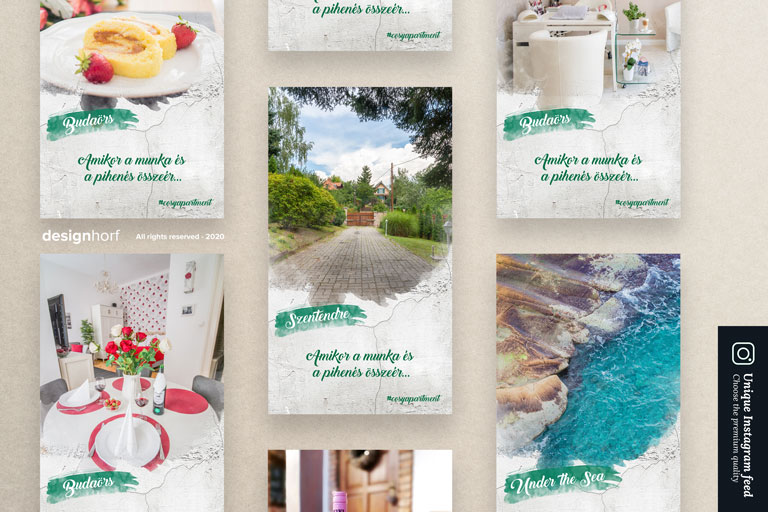 a pihenés összeér...
#cosyapartment
Budaörs
Amikor a munka és
a pihenés összeér...
#cosyapartment
Budaörs
Amikor a munka és
a pihenés összeér...
#cosyapartment
designhorf
All rights reserved - 2020
Szentendre
Amikor a munka és
a pihenés összeér...
#cosyapartment
Budaörs
Under the Sea
Unique Instagram feed
Choose the premium quality